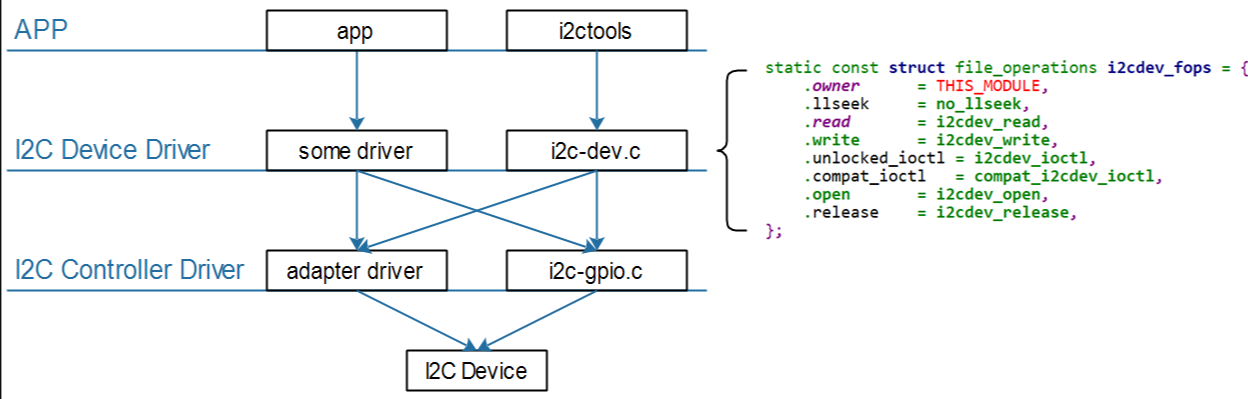 APP
app
i2ctools
I2C Device Driver
some driver
i2c-dev.c
I2C Controller Driver
adapter driver
i2c-gpio.c
I2C Device
static const struct file_operations i2cdev_fops = {
.owner = THIS_MODULE,
.llseek = no_llseek,
.read = i2cdev_read,
.write = i2cdev_write,
.unlocked_ioctl = i2cdev_ioctl,
.compat_ioctl = compat_i2cdev_ioctl,
.open = i2cdev_open,
.release = i2cdev_release,
};